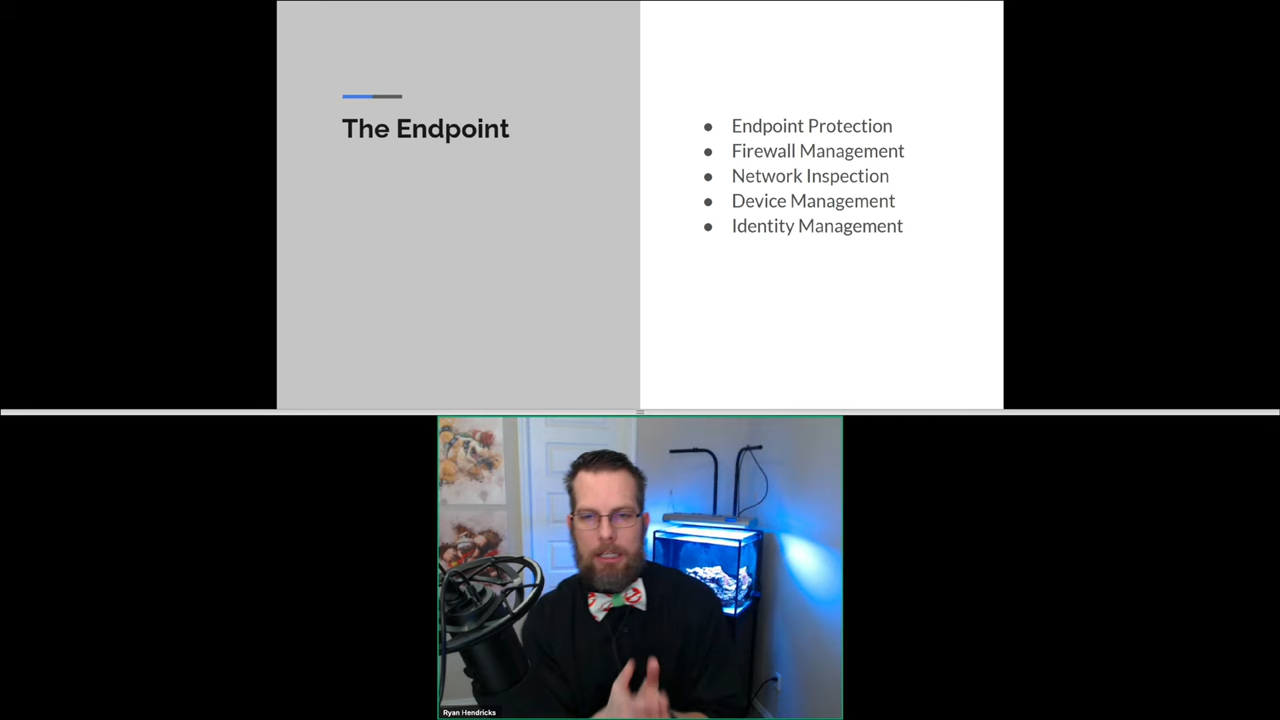 The Endpoint
● Endpoint Protection
● Firewall Management
● Network Inspection
● Device Management
● Identity Management
Ryan Hendricks